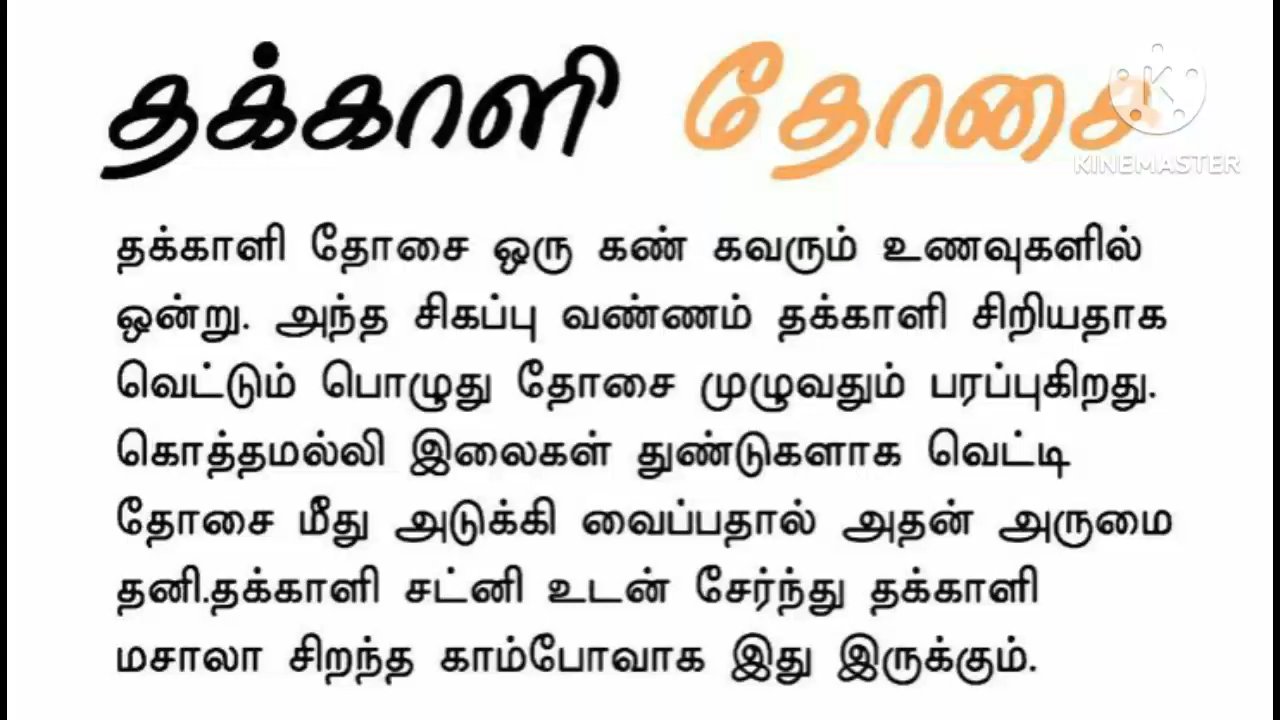 தக்காளி தோசை
KINEMASTER
தக்காளி தோசை ஒரு கண் கவரும் உணவுகளில்
ஒன்று. அந்த சிகப்பு வண்ணம் தக்காளி சிறியதாக
வெட்டும் பொழுது தோசை முழுவதும் பரப்புகிறது.
கொத்தமல்லி இலைகள் துண்டுகளாக வெட்டி
தோசை மீது அடுக்கி வைப்பதால் அதன் அருமை
தனி.தக்காளி சட்னி உடன் சேர்ந்து தக்காளி
மசாலா சிறந்த காம்போவாக இது இருக்கும்.